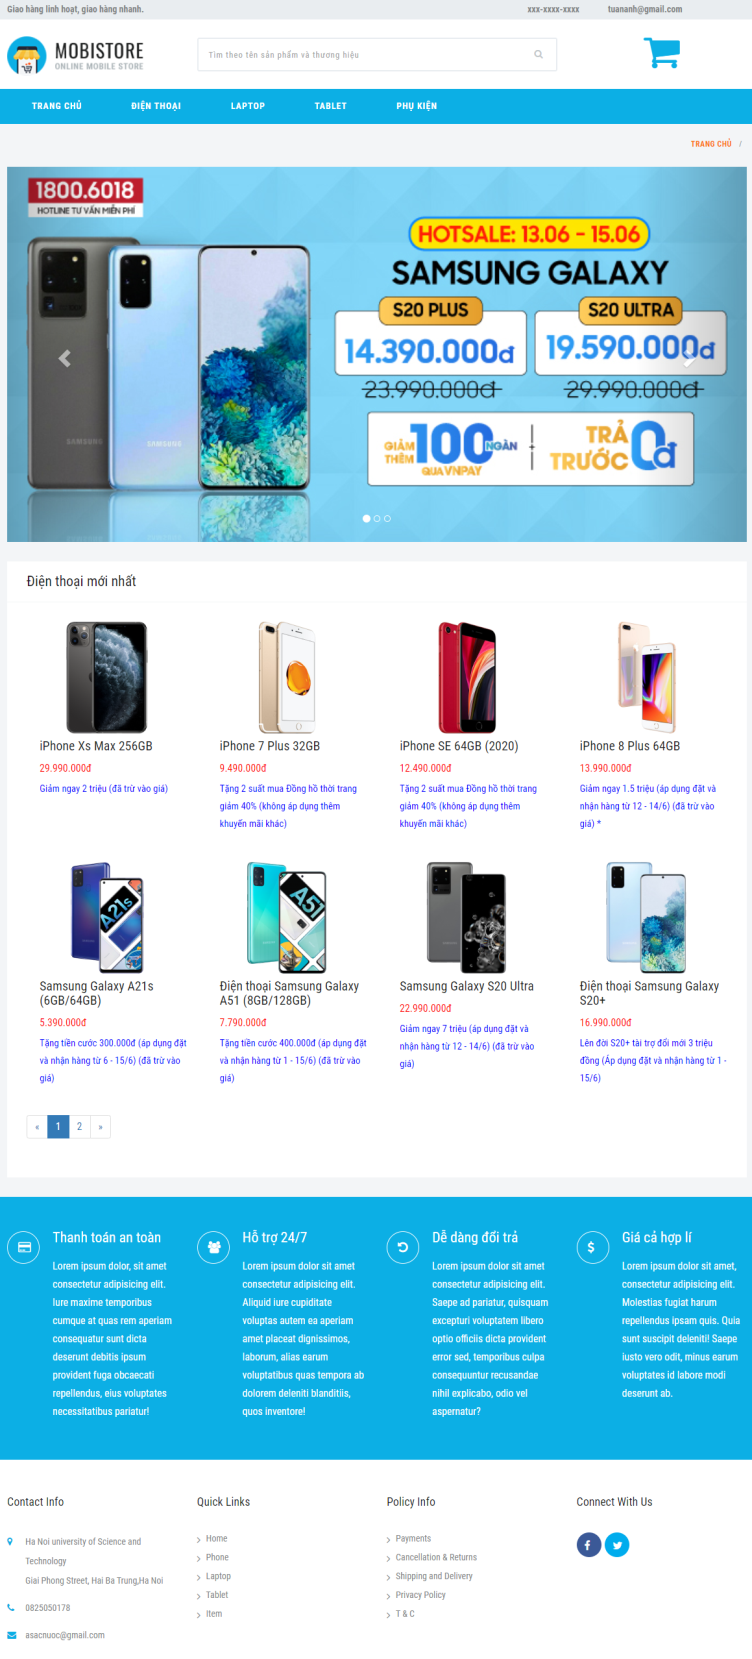 Giao hàng linh hoạt, giao hàng nhanh.
xxx-xxxx-xxxx
tuananh@gmail.com
MOBISTORE
ONLINE MOBILE STORE
Tìm theo tên sản phẩm và thương hiệu
TRANG CHỦ
ĐIỆN THOẠI
LAPTOP
TABLET
PHỤ KIỆN
TRANG CHỦ /
1800.6018
HOTLINE TƯ VẤN MIỄN PHÍ
HOTSALE: 13.06 - 15.06
SAMSUNG GALAXY
S20 PLUS
S20 ULTRA
14.390.000đ
19.590.000đ
23.990.000đ
29.990.000đ
GIẢM THÊM 100 NGÀN
QUA VNPAY
TRẢ TRƯỚC 0đ
SAMSUNG
SAMSUNG
Điện thoại mới nhất
iPhone Xs Max 256GB
29.990.000đ
Giảm ngay 2 triệu (đã trừ vào giá)
iPhone 7 Plus 32GB
9.490.000đ
Tặng 2 suất mua Đồng hồ thời trang
giảm 40% (không áp dụng thêm
khuyến mãi khác)
iPhone SE 64GB (2020)
12.490.000đ
Tặng 2 suất mua Đồng hồ thời trang
giảm 40% (không áp dụng thêm
khuyến mãi khác)
iPhone 8 Plus 64GB
13.990.000đ
Giảm ngay 1.5 triệu (áp dụng đặt và
nhận hàng từ 12 - 14/6) (đã trừ vào
giá) *
A21s
A51
Samsung Galaxy A21s
(6GB/64GB)
5.390.000đ
Tặng tiền cước 300.000đ (áp dụng đặt
và nhận hàng từ 6 - 15/6) (đã trừ vào
giá)
Điện thoại Samsung Galaxy
A51 (8GB/128GB)
7.790.000đ
Tặng tiền cước 400.000đ (áp dụng đặt
và nhận hàng từ 1 - 15/6) (đã trừ vào
giá)
Samsung Galaxy S20 Ultra
22.990.000đ
Giảm ngay 7 triệu (áp dụng đặt và
nhận hàng từ 12 - 14/6) (đã trừ vào
giá)
Điện thoại Samsung Galaxy
S20+
16.990.000đ
Lên đời S20+ tài trợ đổi mới 3 triệu
đồng (Áp dụng đặt và nhận hàng từ 1 -
15/6)
« 1 2 »
Thanh toán an toàn
Lorem ipsum dolor, sit amet
consectetur adipisicing elit.
Iure maxime temporibus
cumque at quas rem aperiam
consequatur sunt dicta
deserunt debitis ipsum
provident fuga obcaecati
repellendus, eius voluptates
necessitatibus pariatur!
Hỗ trợ 24/7
Lorem ipsum dolor sit amet
consectetur adipisicing elit.
Aliquid iure cupiditate
voluptas autem ea aperiam
amet placeat dignissimos,
laborum, alias earum
voluptatibus quas tempora ab
dolorem deleniti blanditiis,
quos inventore!
Dễ dàng đổi trả
Lorem ipsum dolor sit amet
consectetur adipisicing elit.
Saepe ad pariatur, quisquam
excepturi voluptatem libero
optio officiis dicta provident
error sed, temporibus culpa
consequuntur recusandae
nihil explicabo, odio vel
aspernatur?
Giá cả hợp lí
Lorem ipsum dolor sit amet,
consectetur adipisicing elit.
Molestias fugiat harum
repellendus ipsam quis. Quia
sunt suscipit deleniti! Saepe
iusto vero odit, minus earum
voluptates id labore modi
deserunt ab.
Contact Info
Ha Noi university of Science and
Technology
Giai Phong Street, Hai Ba Trung,Ha Noi
0825050178
asacnuoc@gmail.com
Quick Links
Home
Phone
Laptop
Tablet
Item
Policy Info
Payments
Cancellation & Returns
Shipping and Delivery
Privacy Policy
T & C
Connect With Us